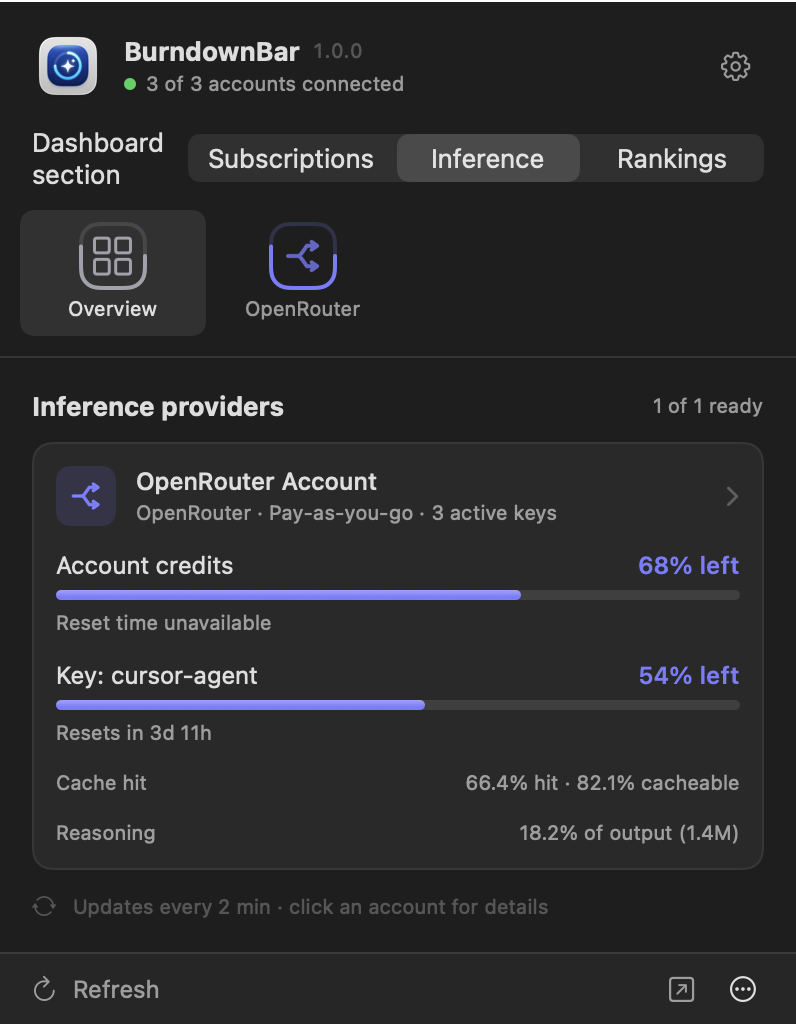 BurndownBar 1.0.0
3 of 3 accounts connected
Dashboard section
Subscriptions
Inference
Rankings
Overview
OpenRouter
Inference providers
1 of 1 ready
OpenRouter Account
OpenRouter · Pay-as-you-go · 3 active keys
Account credits
68% left
Reset time unavailable
Key: cursor-agent
54% left
Resets in 3d 11h
Cache hit
66.4% hit · 82.1% cacheable
Reasoning
18.2% of output (1.4M)
Updates every 2 min · click an account for details
Refresh